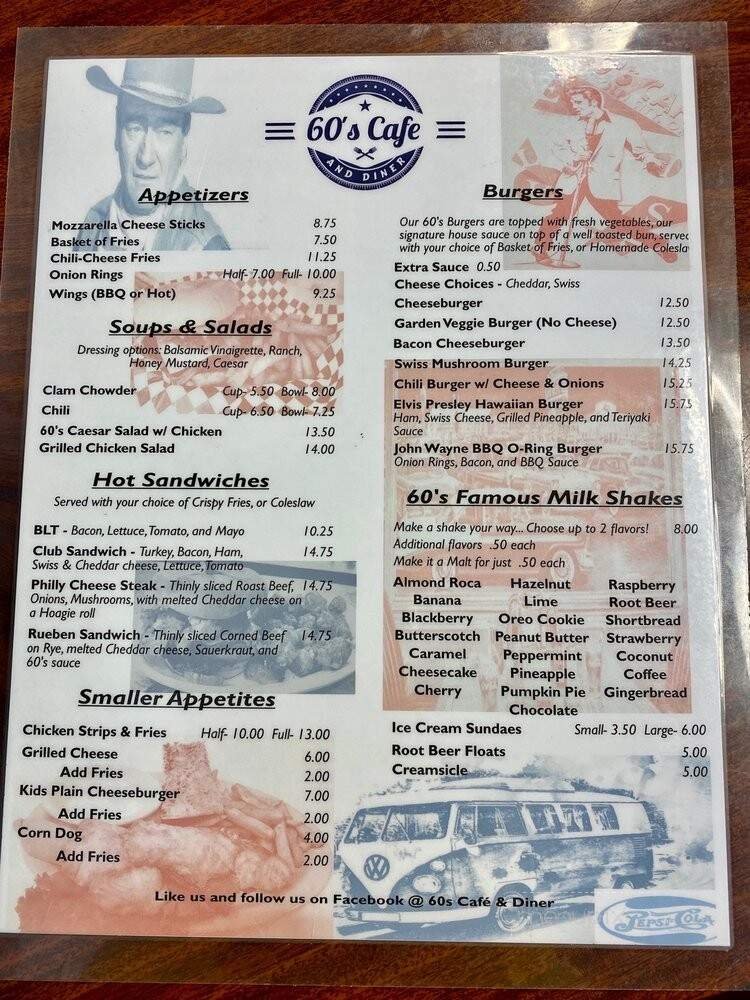 60's Cafe
AND DINER
Appetizers
Mozzarella Cheese Sticks 8.75
Basket of Fries 7.50
Chili-Cheese Fries 11.25
Onion Rings Half- 7.00 Full- 10.00
Wings (BBQ or Hot) 9.25
Soups & Salads
Dressing options: Balsamic Vinaigrette, Ranch,
Honey Mustard, Caesar
Clam Chowder Cup- 5.50 Bowl- 8.00
Chili Cup- 6.50 Bowl- 7.25
60's Caesar Salad w/ Chicken 13.50
Grilled Chicken Salad 14.00
Hot Sandwiches
Served with your choice of Crispy Fries, or Coleslaw
BLT - Bacon, Lettuce, Tomato, and Mayo 10.25
Club Sandwich - Turkey, Bacon, Ham, 14.75
Swiss & Cheddar cheese, Lettuce, Tomato
Philly Cheese Steak - Thinly sliced Roast Beef, 14.75
Onions, Mushrooms, with melted Cheddar cheese on
a Hoagie roll
Rueben Sandwich - Thinly sliced Corned Beef 14.75
on Rye, melted Cheddar cheese, Sauerkraut, and
60's sauce
Smaller Appetites
Chicken Strips & Fries Half- 10.00 Full- 13.00
Grilled Cheese 6.00
Add Fries 2.00
Kids Plain Cheeseburger 7.00
Add Fries 2.00
Corn Dog 4.00
Add Fries 2.00
Burgers
Our 60's Burgers are topped with fresh vegetables, our
signature house sauce on top of a well toasted bun, served
with your choice of Basket of Fries, or Homemade Colesla
Extra Sauce 0.50
Cheese Choices - Cheddar, Swiss
Cheeseburger 12.50
Garden Veggie Burger (No Cheese) 12.50
Bacon Cheeseburger 13.50
Swiss Mushroom Burger 14.25
Chili Burger w/ Cheese & Onions 15.25
Elvis Presley Hawaiian Burger 15.75
Ham, Swiss Cheese, Grilled Pineapple, and Teriyaki
Sauce
John Wayne BBQ O-Ring Burger 15.75
Onion Rings, Bacon, and BBQ Sauce
60's Famous Milk Shakes
Make a shake your way... Choose up to 2 flavors! 8.00
Additional flavors .50 each
Make it a Malt for just .50 each
Almond Roca Hazelnut Raspberry
Banana Lime Root Beer
Blackberry Oreo Cookie Shortbread
Butterscotch Peanut Butter Strawberry
Caramel Peppermint Coconut
Cheesecake Pineapple Coffee
Cherry Pumpkin Pie Gingerbread
Chocolate
Ice Cream Sundaes Small- 3.50 Large- 6.00
Root Beer Floats 5.00
Creamsicle 5.00
Like us and follow us on Facebook @ 60s Café & Diner
PEPSI-COLA